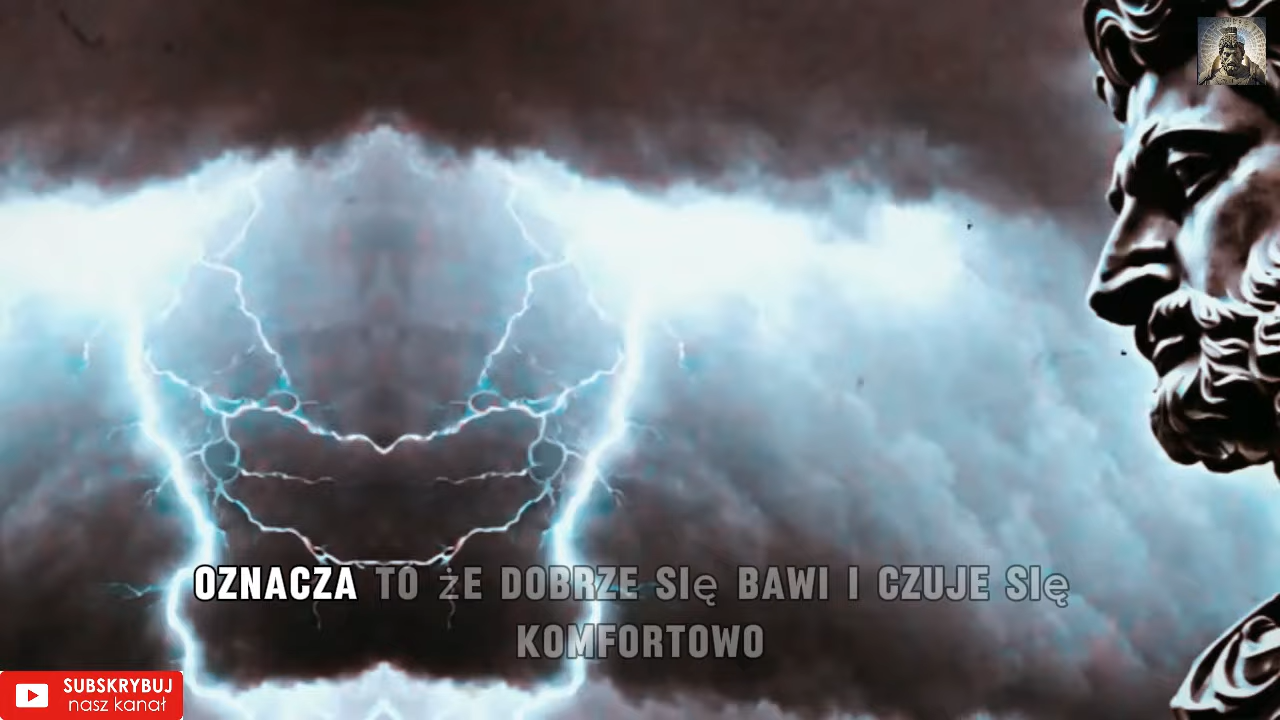 OZNACZA TO żE DOBRZE SIę BAWI I CZUJE SIę
KOMFORTOWO
SUBSKRYBUJ
nasz kanał